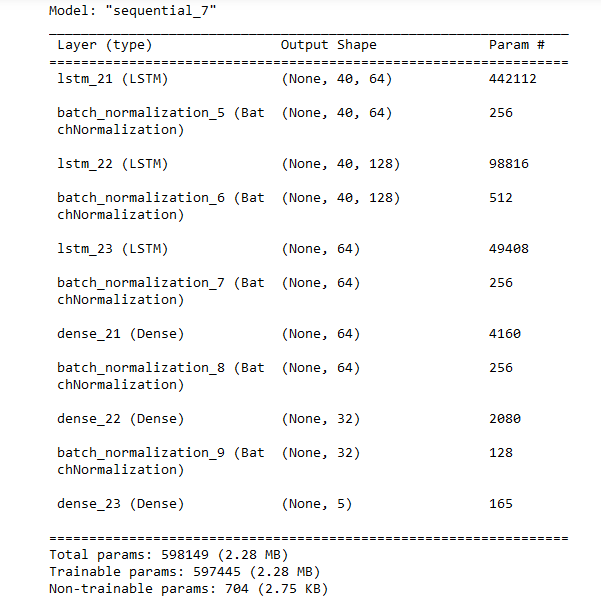 Model: "sequential_7"
Layer (type) Output Shape Param #
lstm_21 (LSTM) (None, 40, 64) 442112
batch_normalization_5 (Bat (None, 40, 64) 256
chNormalization)
lstm_22 (LSTM) (None, 40, 128) 98816
batch_normalization_6 (Bat (None, 40, 128) 512
chNormalization)
lstm_23 (LSTM) (None, 64) 49408
batch_normalization_7 (Bat (None, 64) 256
chNormalization)
dense_21 (Dense) (None, 64) 4160
batch_normalization_8 (Bat (None, 64) 256
chNormalization)
dense_22 (Dense) (None, 32) 2080
batch_normalization_9 (Bat (None, 32) 128
chNormalization)
dense_23 (Dense) (None, 5) 165
Total params: 598149 (2.28 MB)
Trainable params: 597445 (2.28 MB)
Non-trainable params: 704 (2.75 KB)